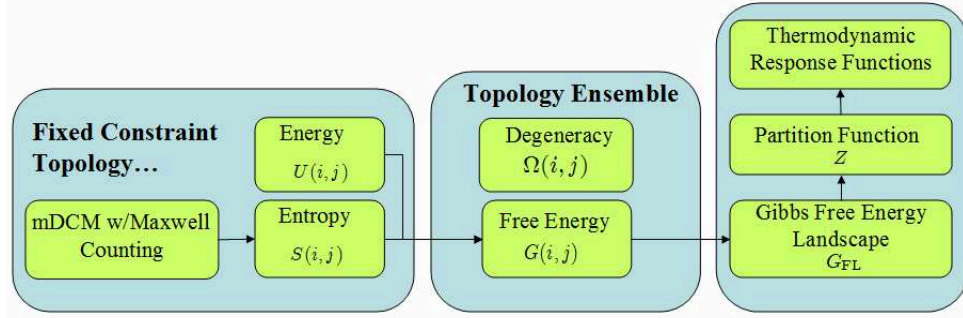 Fixed Constraint
Topology…
mDCM w/Maxwell
Counting
Energy
U(i,j)
Entropy
S(i,j)
Topology Ensemble
Degeneracy
Ω(i,j)
Free Energy
G(i,j)
Thermodynamic
Response Functions
Partition Function
Z
Gibbs Free Energy
Landscape
G_FL